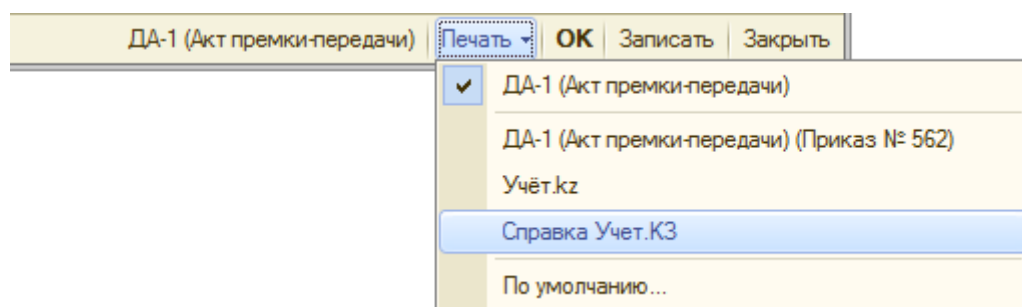 ДА-1 (Акт премки-передачи) Печать ОК Записать Закрыть
ДА-1 (Акт премки-передачи)
ДА-1 (Акт премки-передачи) (Приказ № 562)
Учёт.kz
Справка Учет.КЗ
По умолчанию...